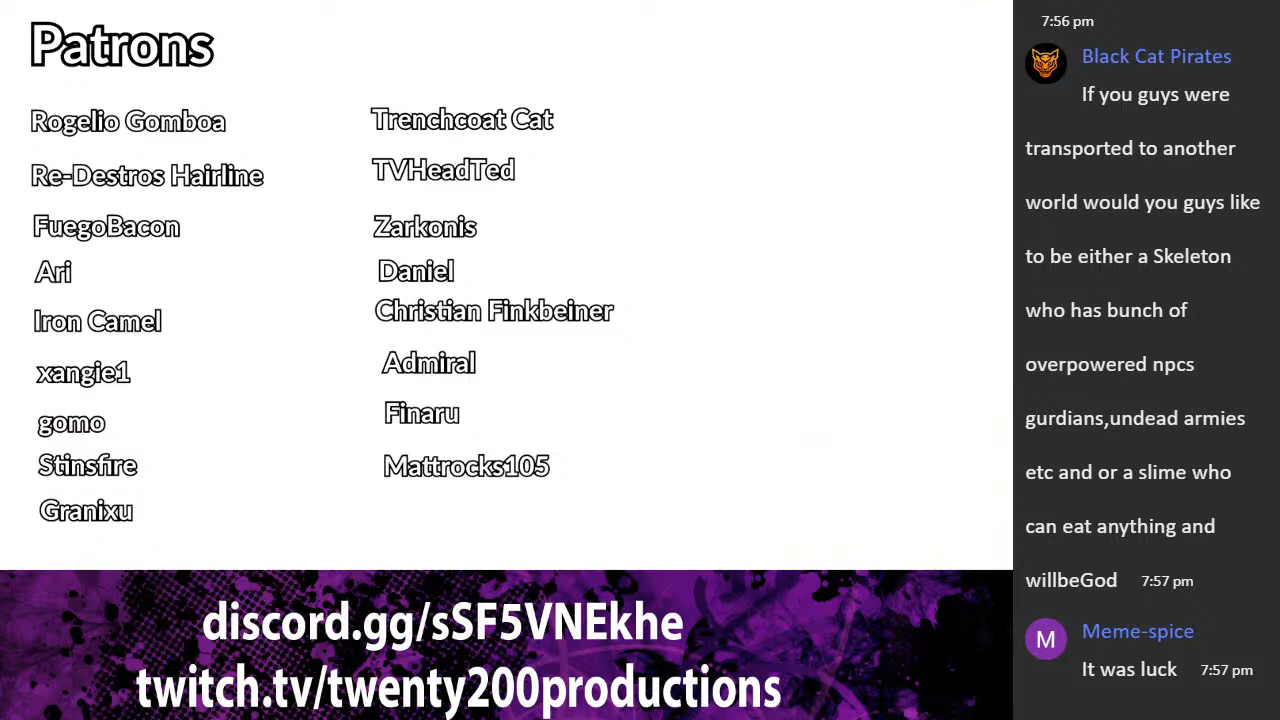 Patrons
Rogelio Gomboa
Re-Destros Hairline
FuegoBacon
Ari
Iron Camel
xangie1
gomo
Stinsfire
Granixu
Trenchcoat Cat
TVHeadTed
Zarkonis
Daniel
Christian Finkbeiner
Admiral
Finaru
Mattrocks105
discord.gg/sSF5VNEkhe
twitch.tv/twenty200productions
7:56 pm
Black Cat Pirates
If you guys were
transported to another
world would you guys like
to be either a Skeleton
who has bunch of
overpowered npcs
gurdians,undead armies
etc and or a slime who
can eat anything and
willbeGod 7:57 pm
M
Meme-spice
It was luck 7:57 pm